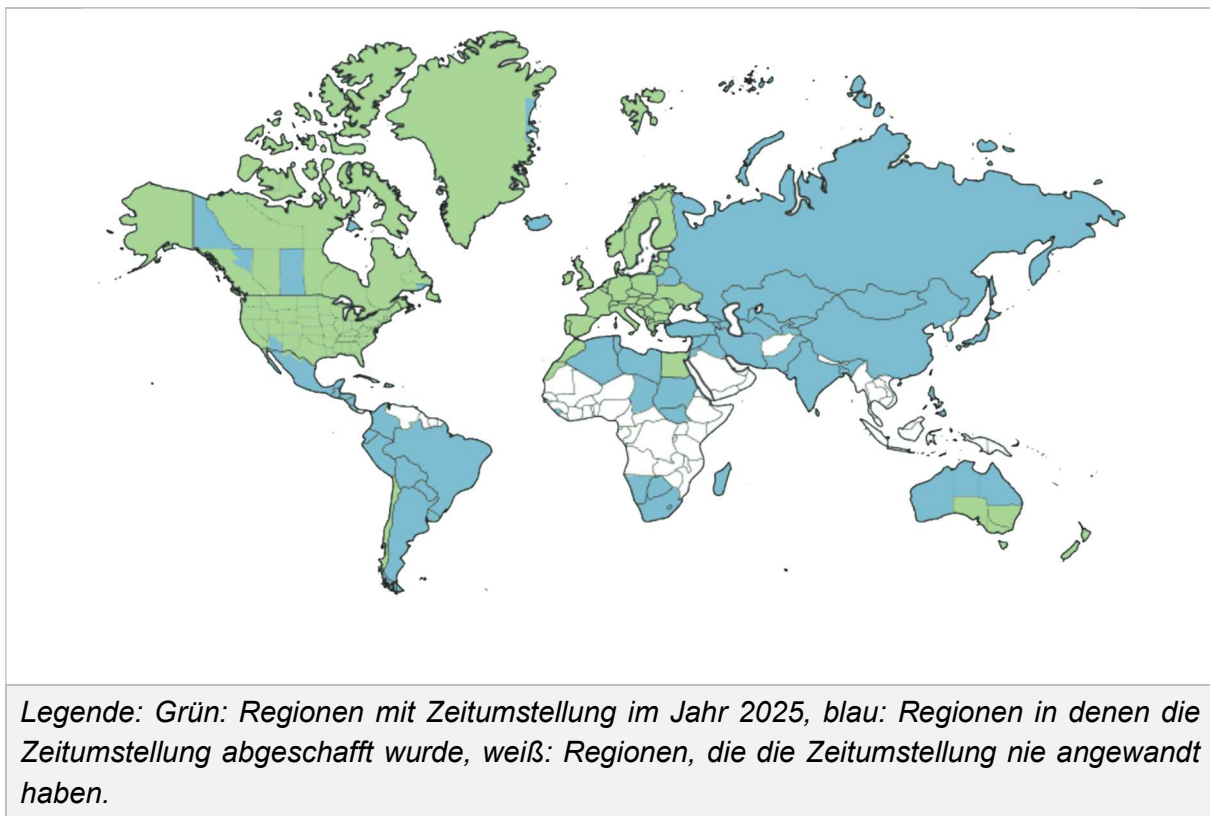 Legende: Grün: Regionen mit Zeitumstellung im Jahr 2025, blau: Regionen in denen die
Zeitumstellung abgeschafft wurde, weiß: Regionen, die die Zeitumstellung nie angewandt
haben.